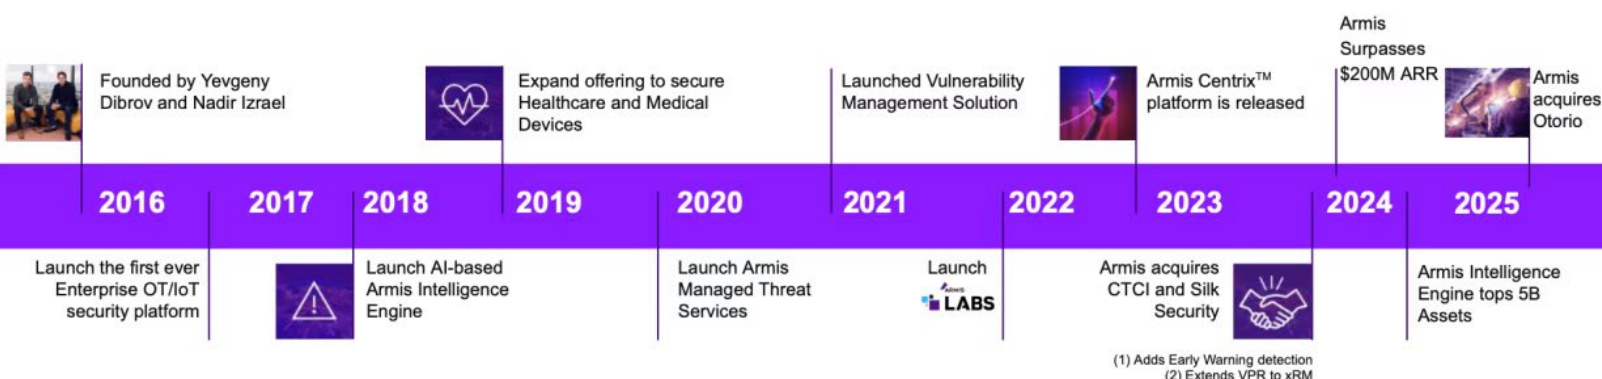 Armis
Surpasses
$200M ARR
Founded by Yevgeny
Dibrov and Nadir Izrael
Expand offering to secure
Healthcare and Medical
Devices
Launched Vulnerability
Management Solution
Armis Centrix™
platform is released
Armis
acquires
Otorio
2016 2017 2018 2019 2020 2021 2022 2023 2024 2025
Launch the first ever
Enterprise OT/IoT
security platform
Launch AI-based
Armis Intelligence
Engine
Launch Armis
Managed Threat
Services
Launch
ARMIS
LABS
Armis acquires
CTCI and Silk
Security
Armis Intelligence
Engine tops 5B
Assets
(1) Adds Early Warning detection
(2) Extends VPR to xRM